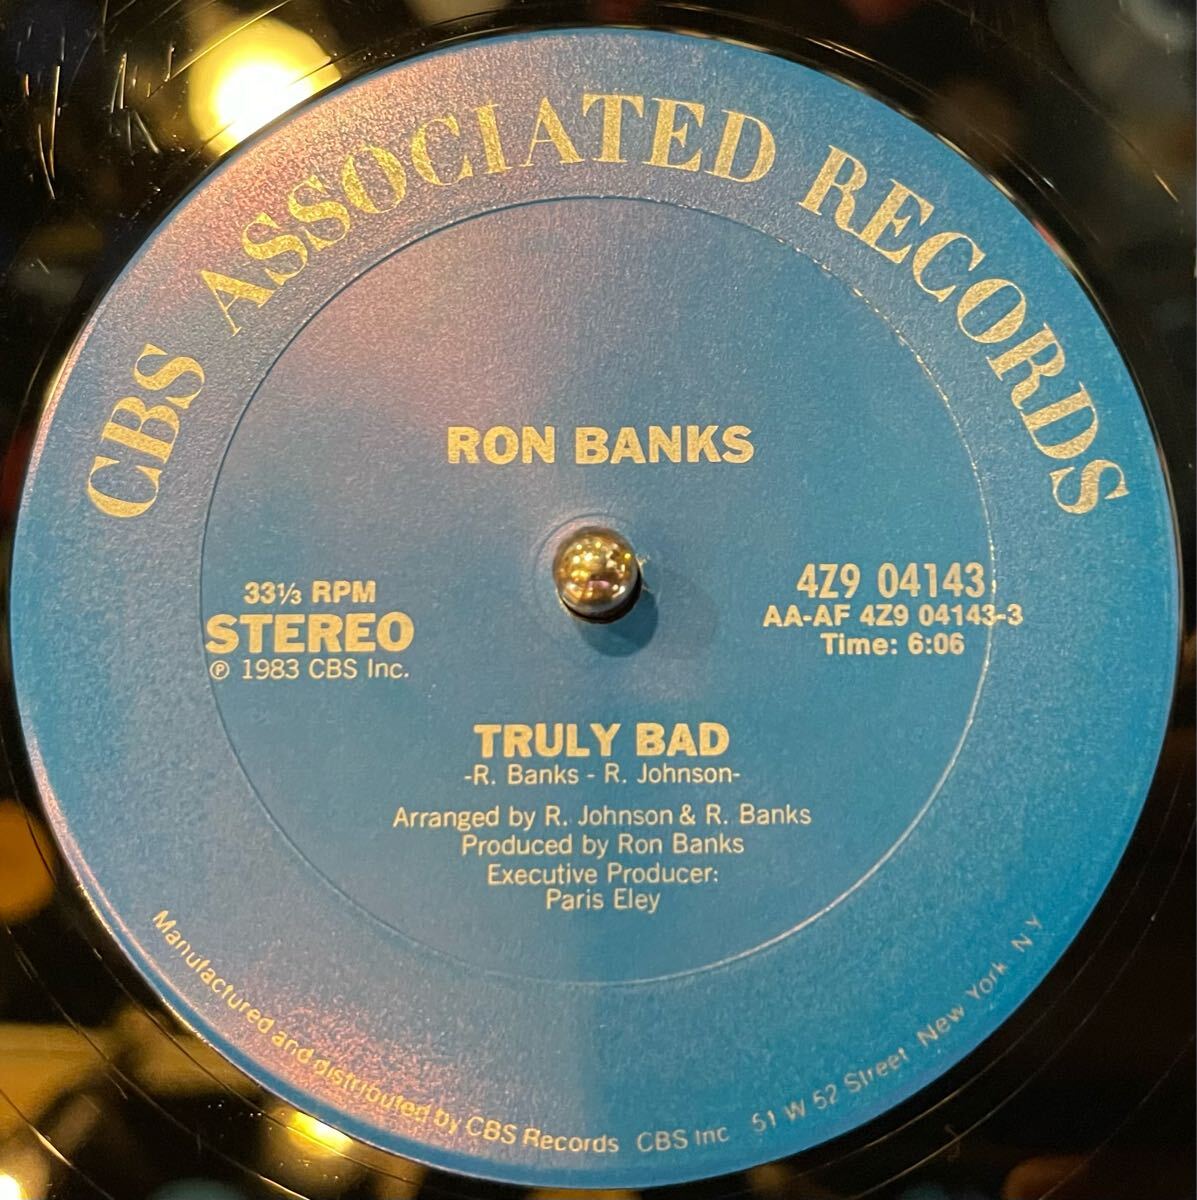 CBS ASSOCIATED RECORDS
RON BANKS
33⅓ RPM
STEREO
℗ 1983 CBS Inc.
4Z9 04143
AA-AF 4Z9 04143-3
Time: 6:06
TRULY BAD
-R. Banks - R. Johnson-
Arranged by R. Johnson & R. Banks
Produced by Ron Banks
Executive Producer:
Paris Eley
Manufactured and distributed by CBS Records CBS Inc 51 W 52 Street New York N Y